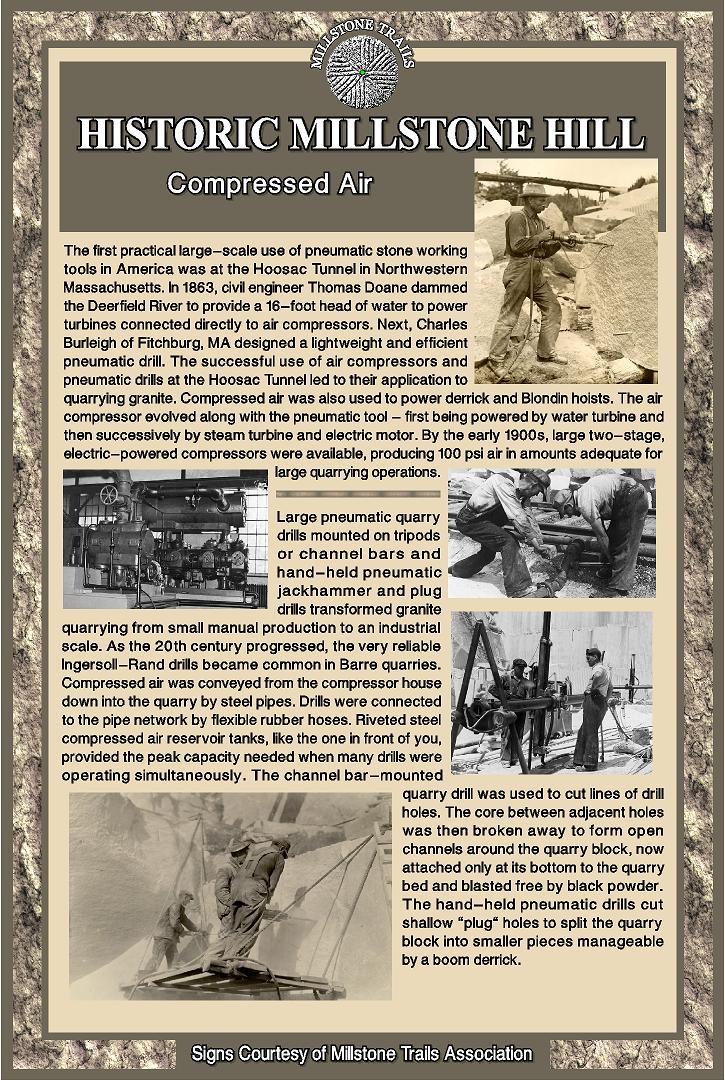 MILLSTONE TRAILS
HISTORIC MILLSTONE HILL
Compressed Air
The first practical large-scale use of pneumatic stone working
tools in America was at the Hoosac Tunnel in Northwestern
Massachusetts. In 1863, civil engineer Thomas Doane dammed
the Deerfield River to provide a 16-foot head of water to power
turbines connected directly to air compressors. Next, Charles
Burleigh of Fitchburg, MA designed a lightweight and efficient
pneumatic drill. The successful use of air compressors and
pneumatic drills at the Hoosac Tunnel led to their application to
quarrying granite. Compressed air was also used to power derrick and Blondin hoists. The air
compressor evolved along with the pneumatic tool – first being powered by water turbine and
then successively by steam turbine and electric motor. By the early 1900s, large two-stage,
electric-powered compressors were available, producing 100 psi air in amounts adequate for
large quarrying operations.
Large pneumatic quarry
drills mounted on tripods
or channel bars and
hand-held pneumatic
jackhammer and plug
drills transformed granite
quarrying from small manual production to an industrial
scale. As the 20th century progressed, the very reliable
Ingersoll-Rand drills became common in Barre quarries.
Compressed air was conveyed from the compressor house
down into the quarry by steel pipes. Drills were connected
to the pipe network by flexible rubber hoses. Riveted steel
compressed air reservoir tanks, like the one in front of you,
provided the peak capacity needed when many drills were
operating simultaneously. The channel bar-mounted
quarry drill was used to cut lines of drill
holes. The core between adjacent holes
was then broken away to form open
channels around the quarry block, now
attached only at its bottom to the quarry
bed and blasted free by black powder.
The hand-held pneumatic drills cut
shallow "plug" holes to split the quarry
block into smaller pieces manageable
by a boom derrick.
Signs Courtesy of Millstone Trails Association